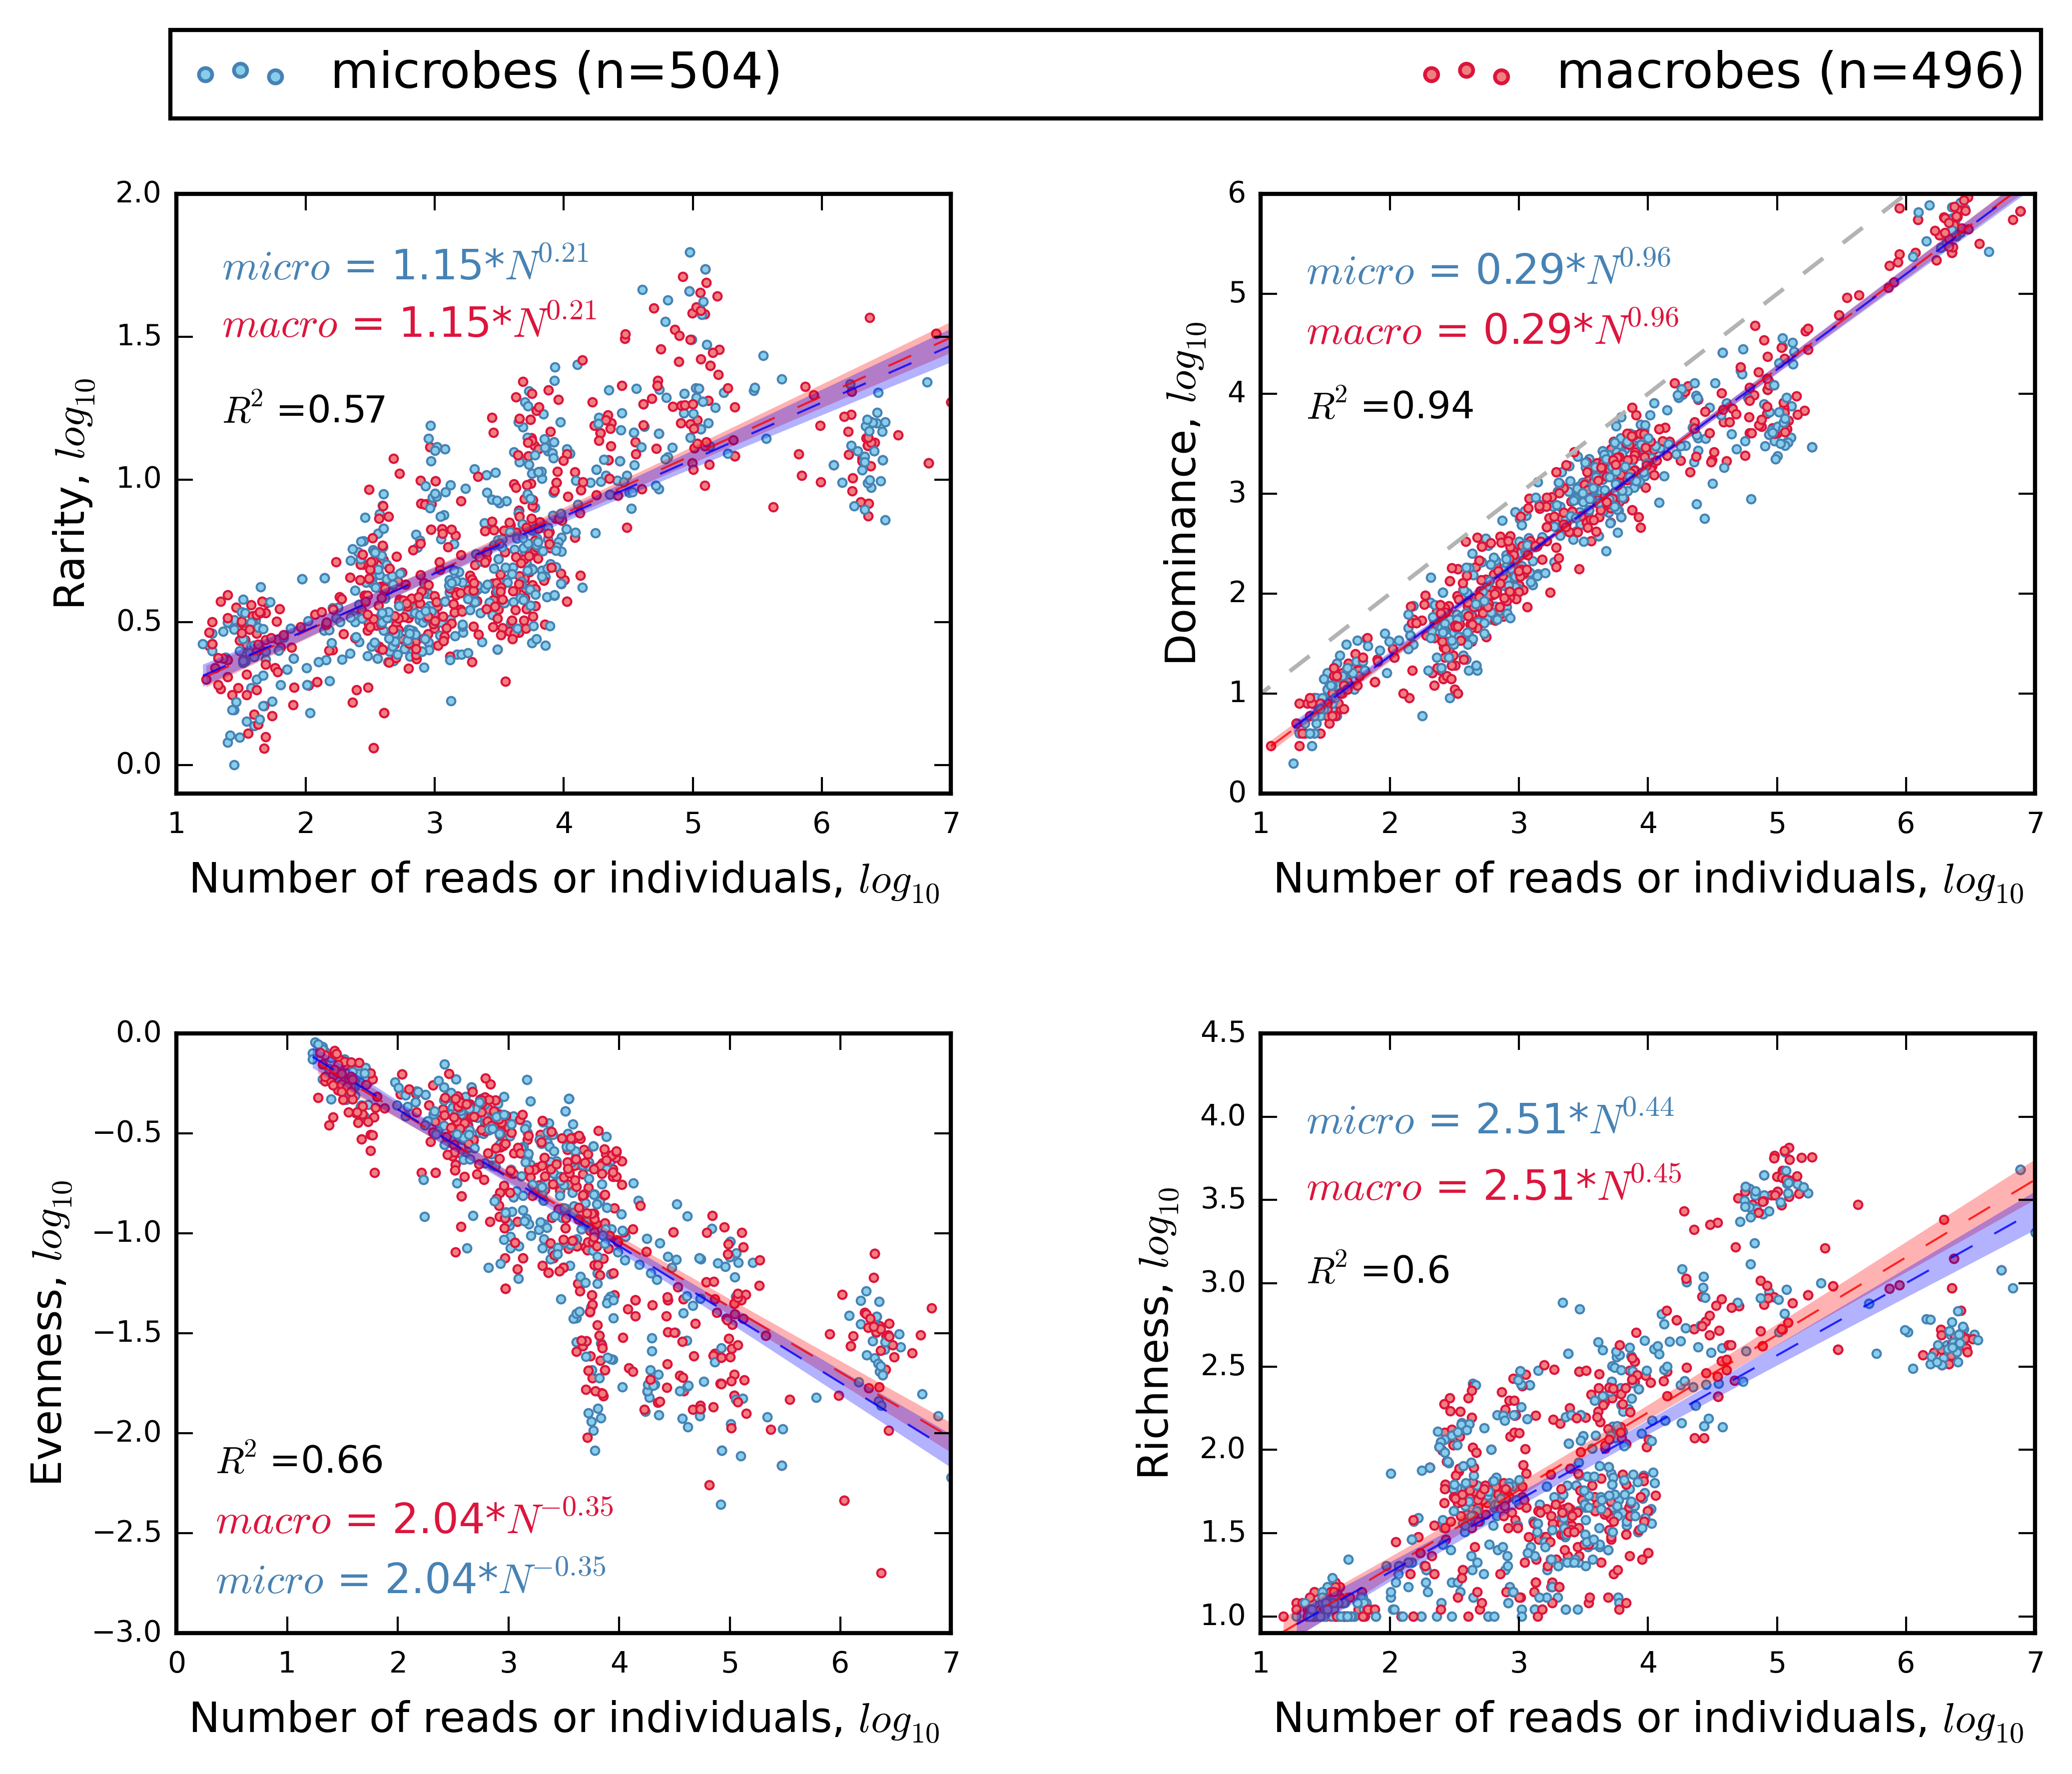 microbes (n=504)
macrobes (n=496)
2.0
1.5
1.0
0.5
0.0
Rarity, log10
micro = 1.15*N^0.21
macro = 1.15*N^0.21
R^2 =0.57
1 2 3 4 5 6 7
Number of reads or individuals, log10
6
5
4
3
2
1
0
Dominance, log10
micro = 0.29*N^0.96
macro = 0.29*N^0.96
R^2 =0.94
1 2 3 4 5 6 7
Number of reads or individuals, log10
0.0
−0.5
−1.0
−1.5
−2.0
−2.5
−3.0
Evenness, log10
R^2 =0.66
macro = 2.04*N^−0.35
micro = 2.04*N^−0.35
0 1 2 3 4 5 6 7
Number of reads or individuals, log10
4.5
4.0
3.5
3.0
2.5
2.0
1.5
1.0
Richness, log10
micro = 2.51*N^0.44
macro = 2.51*N^0.45
R^2 =0.6
1 2 3 4 5 6 7
Number of reads or individuals, log10